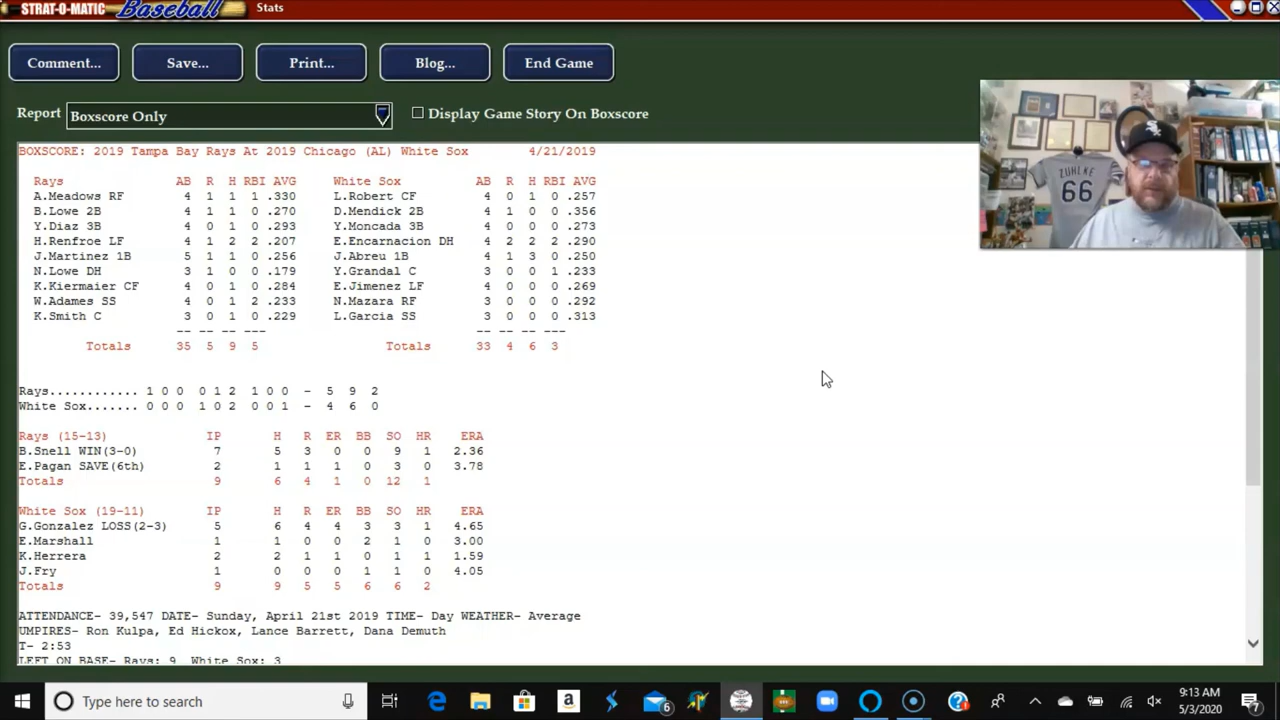 STRAT-O-MATIC Baseball Stats
Comment... Save... Print... Blog... End Game
Report Boxscore Only Display Game Story On Boxscore
BOXSCORE: 2019 Tampa Bay Rays At 2019 Chicago (AL) White Sox 4/21/2019
Rays AB R H RBI AVG White Sox AB R H RBI AVG
A.Meadows RF 4 1 1 1 .330 L.Robert CF 4 0 1 0 .257
B.Lowe 2B 4 1 1 0 .270 D.Mendick 2B 4 1 0 0 .356
Y.Diaz 3B 4 0 1 0 .293 Y.Moncada 3B 4 0 0 0 .273
H.Renfroe LF 4 1 2 2 .207 E.Encarnacion DH 4 2 2 2 .290
J.Martinez 1B 5 1 1 0 .256 J.Abreu 1B 4 1 3 0 .250
N.Lowe DH 3 1 0 0 .179 Y.Grandal C 3 0 0 1 .233
K.Kiermaier CF 4 0 1 0 .284 E.Jimenez LF 4 0 0 0 .269
W.Adames SS 4 0 1 2 .233 N.Mazara RF 3 0 0 0 .292
K.Smith C 3 0 1 0 .229 L.Garcia SS 3 0 0 0 .313
-- -- -- --- -- -- -- ---
Totals 35 5 9 5 Totals 33 4 6 3
Rays............ 1 0 0 0 1 2 1 0 0 - 5 9 2
White Sox....... 0 0 0 1 0 2 0 0 1 - 4 6 0
Rays (15-13) IP H R ER BB SO HR ERA
B.Snell WIN(3-0) 7 5 3 0 0 9 1 2.36
E.Pagan SAVE(6th) 2 1 1 1 0 3 0 3.78
Totals 9 6 4 1 0 12 1
White Sox (19-11) IP H R ER BB SO HR ERA
G.Gonzalez LOSS(2-3) 5 6 4 4 3 3 1 4.65
E.Marshall 1 1 0 0 2 1 0 3.00
K.Herrera 2 2 1 1 0 1 1 1.59
J.Fry 1 0 0 0 1 1 0 4.05
Totals 9 9 5 5 6 6 2
ATTENDANCE- 39,547 DATE- Sunday, April 21st 2019 TIME- Day WEATHER- Average
UMPIRES- Ron Kulpa, Ed Hickox, Lance Barrett, Dana Demuth
T- 2:53
LEFT ON BASE- Rays: 9 White Sox: 3
ZUHLKE
66
Type here to search
6
9:13 AM
5/3/2020
7